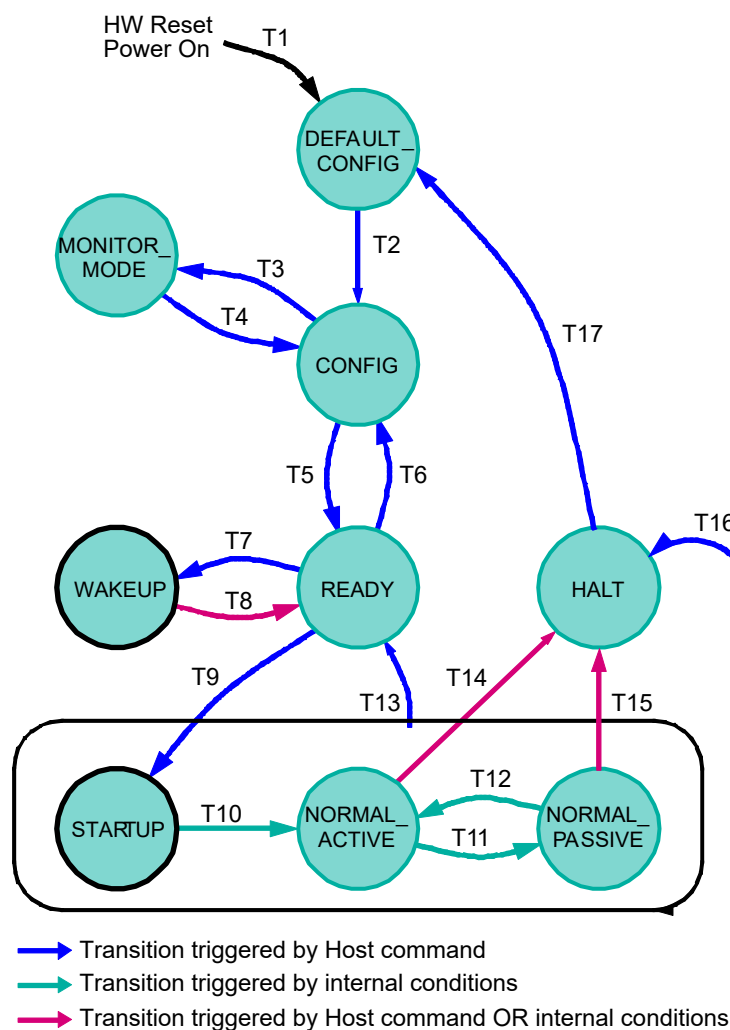 HW Reset
Power On
T1
DEFAULT_
CONFIG
T2
MONITOR_
MODE
T3
T4
CONFIG
T17
T5
T6
T16
T7
WAKEUP
READY
HALT
T8
T9
T14
T13
T15
T12
STARTUP
T10
NORMAL_
ACTIVE
T11
NORMAL_
PASSIVE
Transition triggered by Host command
Transition triggered by internal conditions
Transition triggered by Host command OR internal conditions